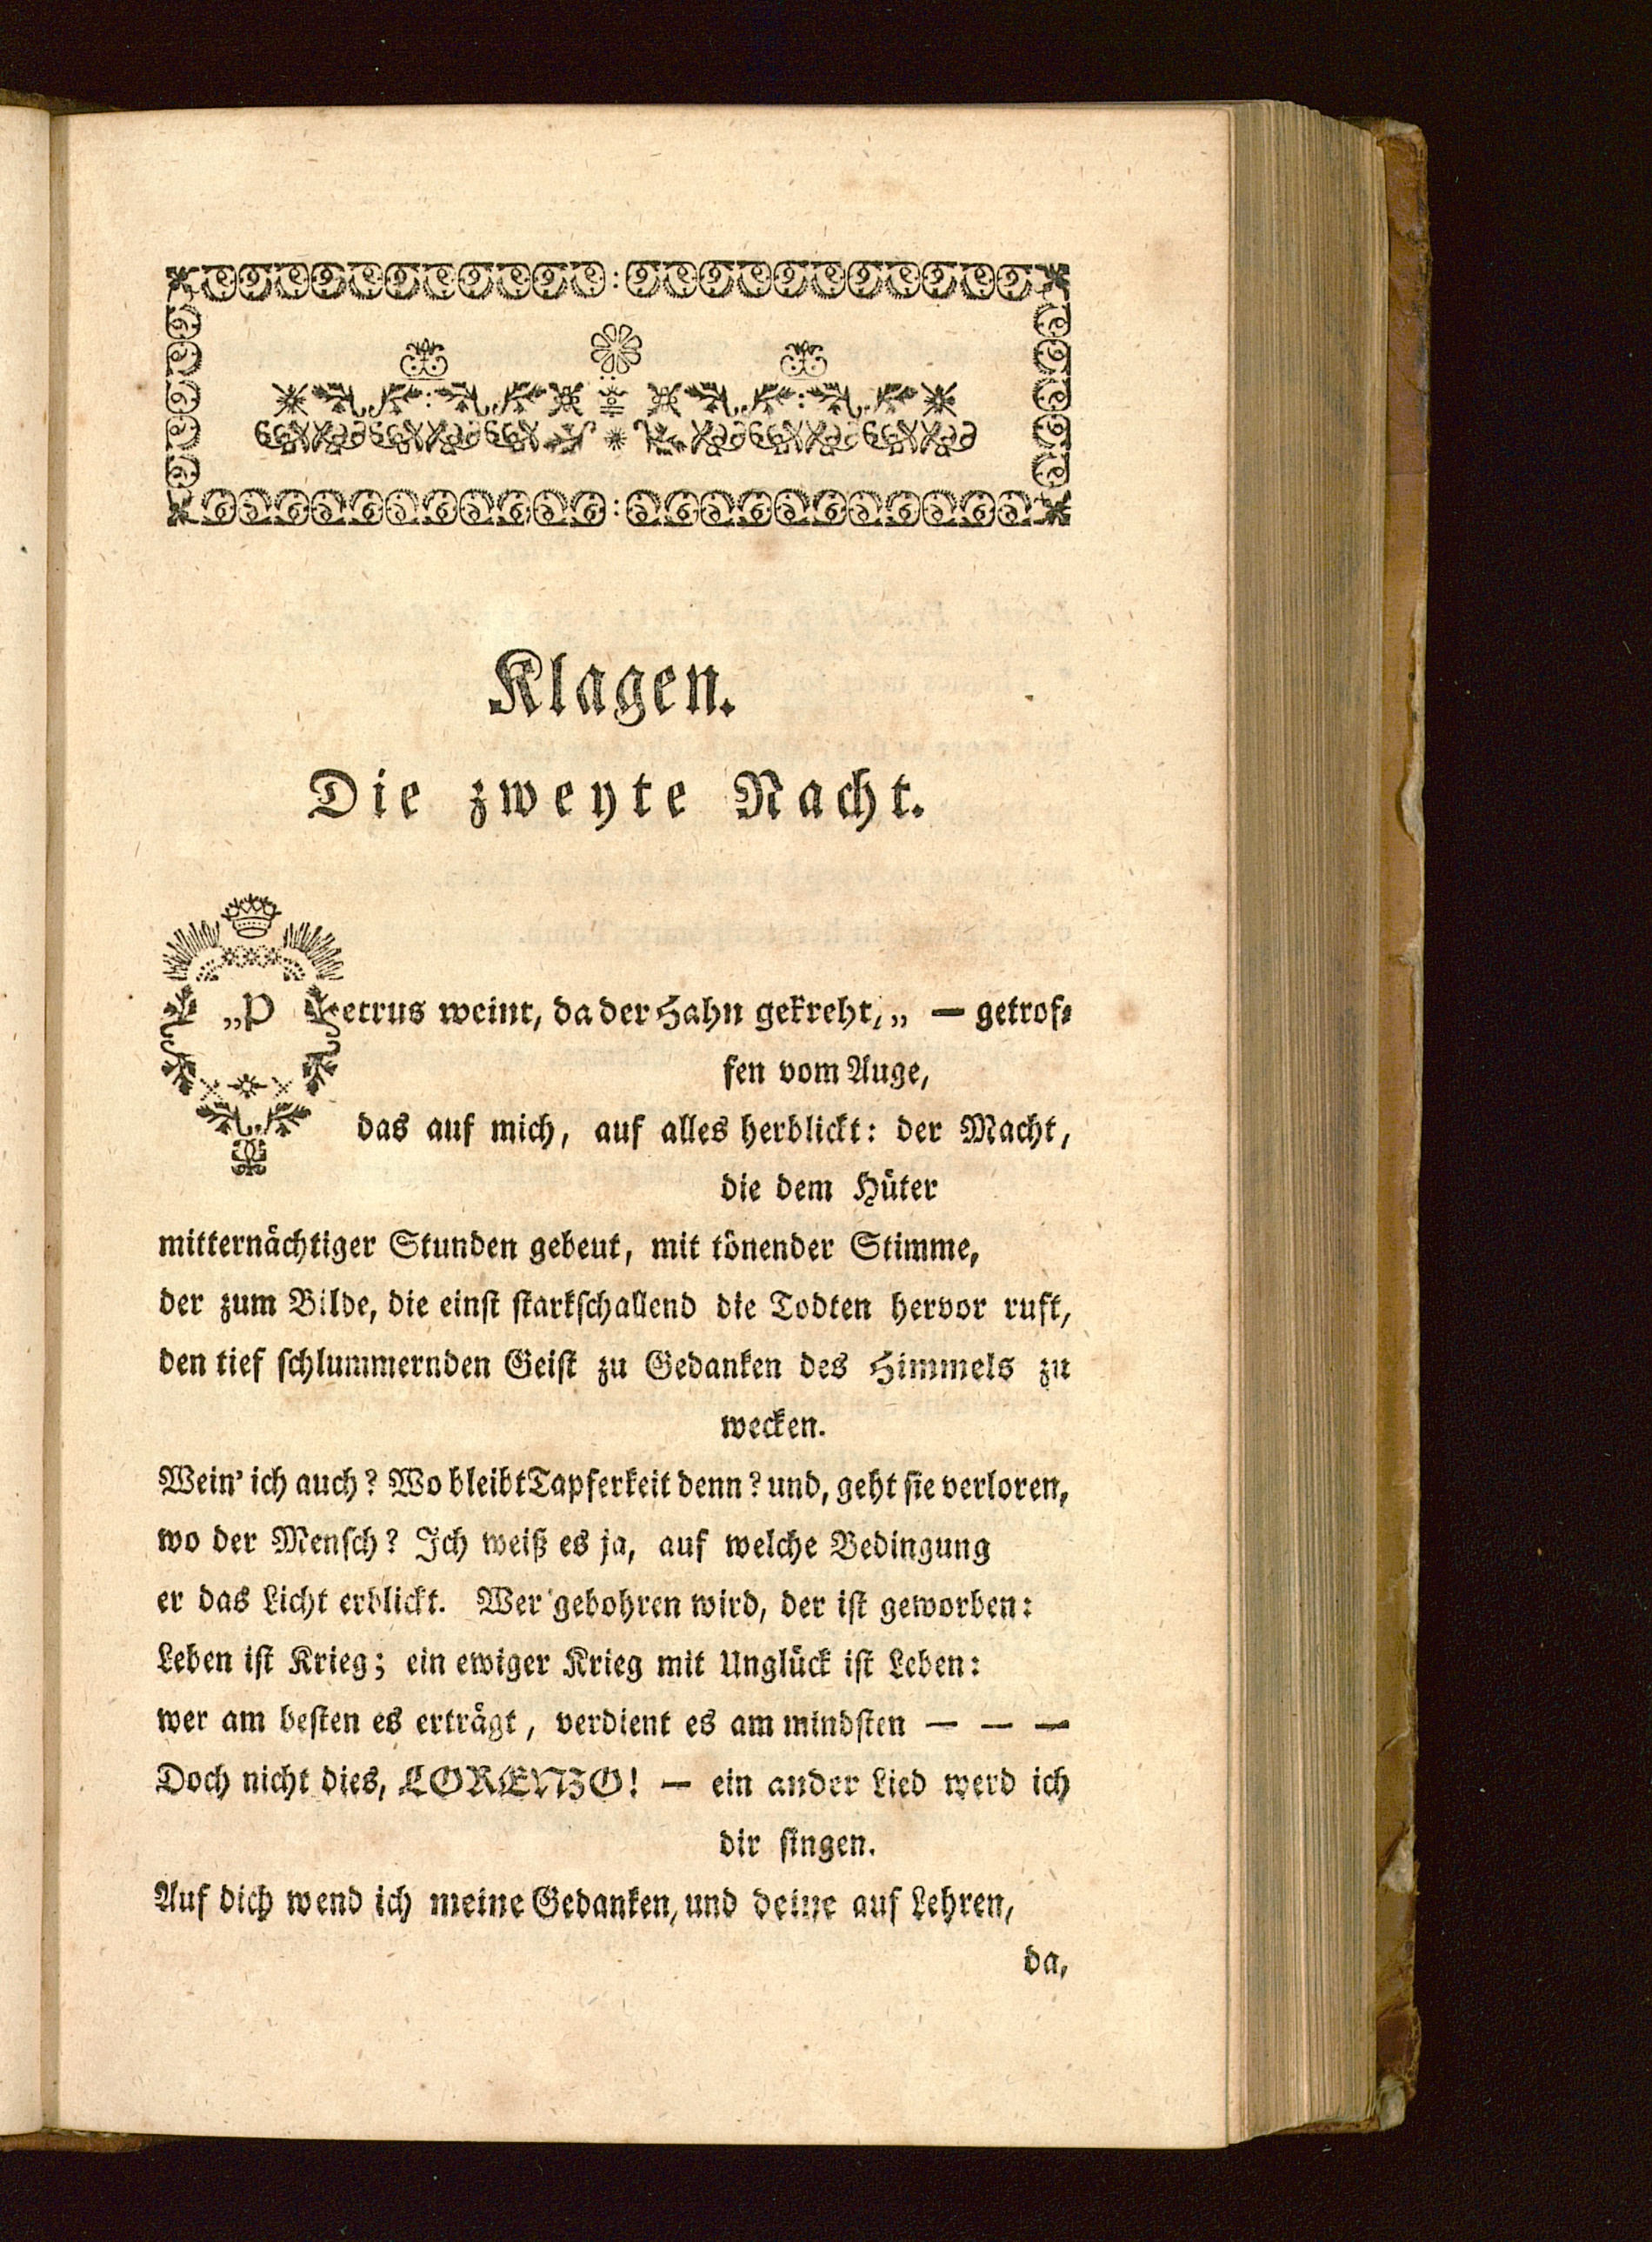 Klagen.
Die zweyte Nacht.
„Petrus weint, da der Hahn gekreht,„ — getrof⸗
fen vom Auge,
das auf mich, auf alles herblickt: der Macht,
die dem Hüter
mitternächtiger Stunden gebeut, mit tönender Stimme,
der zum Bilde, die einst starkschallend die Todten hervor ruft,
den tief schlummernden Geist zu Gedanken des Himmels zu
wecken.
Wein' ich auch? Wo bleibt Tapferkeit denn? und, geht sie verloren,
wo der Mensch? Ich weiß es ja, auf welche Bedingung
er das Licht erblickt. Wer gebohren wird, der ist geworben:
Leben ist Krieg; ein ewiger Krieg mit Unglück ist Leben:
wer am besten es erträgt, verdient es am mindsten — — —
Doch nicht dies, LORENZO! — ein ander Lied werd ich
dir singen.
Auf dich wend ich meine Gedanken, und deine auf Lehren,
da,